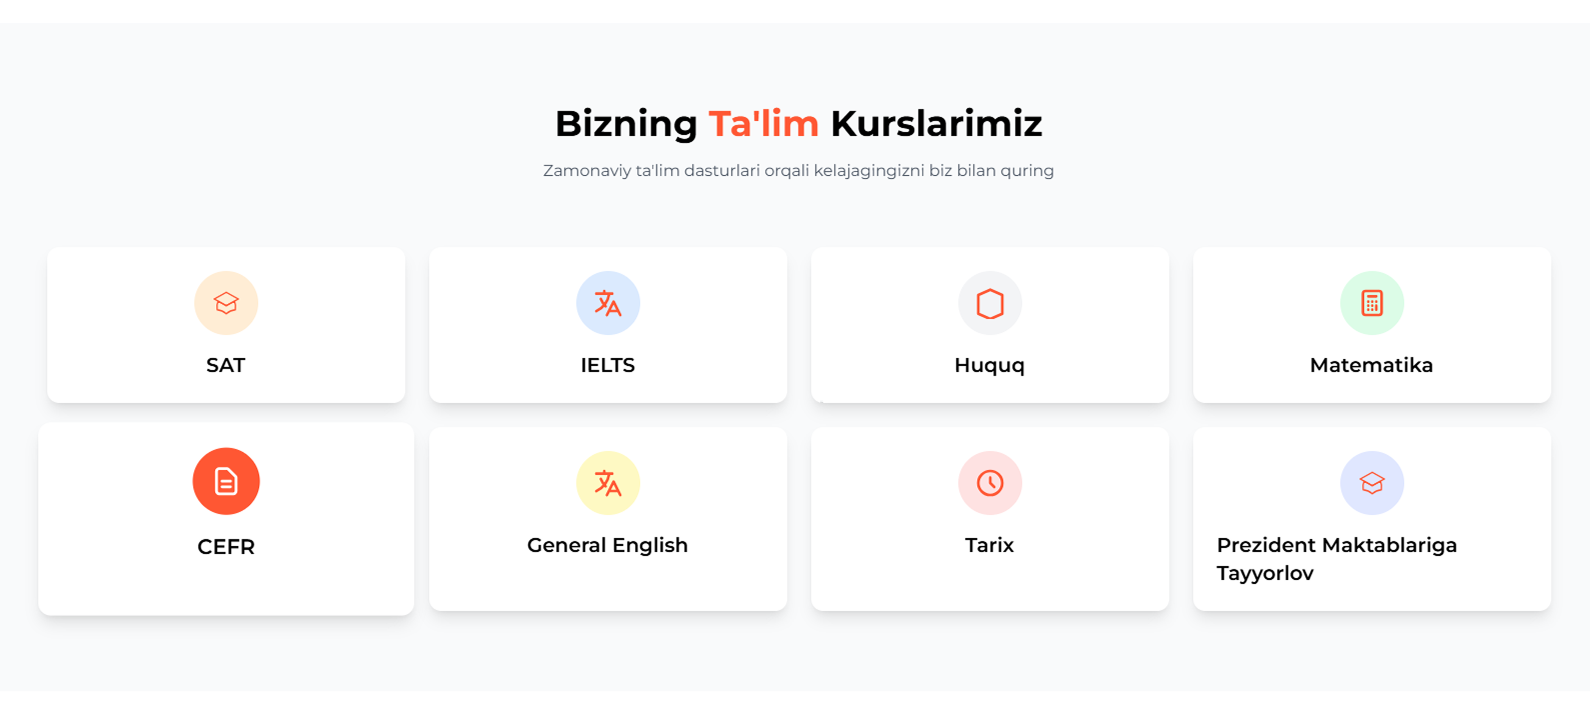 Bizning Ta'lim Kurslarimiz
Zamonaviy ta'lim dasturlari orqali kelajagingizni biz bilan quring
SAT
IELTS
Huquq
Matematika
CEFR
General English
Tarix
Prezident Maktablariga
Tayyorlov